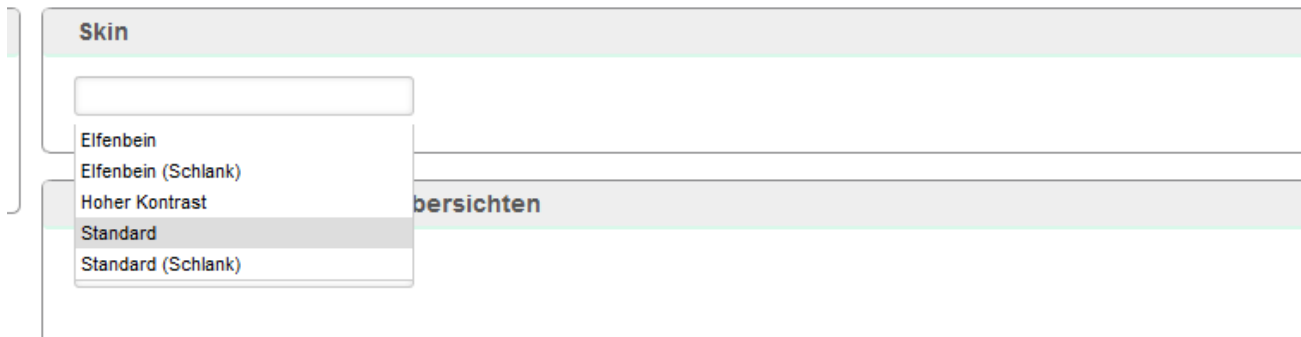 Skin
Elfenbein
Elfenbein (Schlank)
Hoher Kontrast
bersichten
Standard
Standard (Schlank)